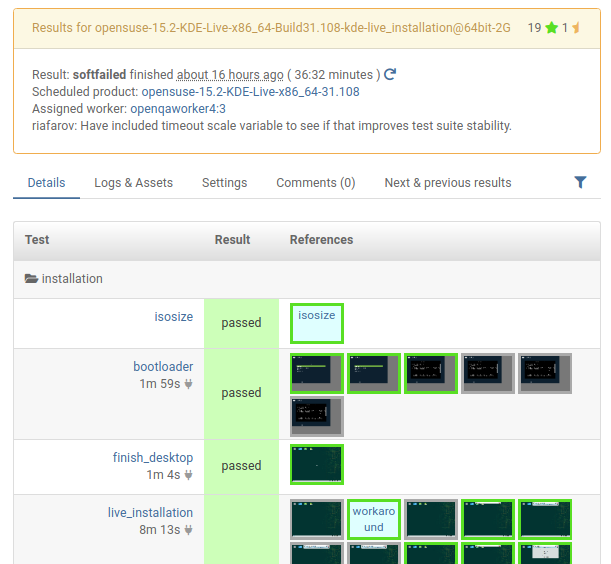 Results for opensuse-15.2-KDE-Live-x86_64-Build31.108-kde-live_installation@64bit-2G 19 1
Result: softfailed finished about 16 hours ago ( 36:32 minutes )
Scheduled product: opensuse-15.2-KDE-Live-x86_64-31.108
Assigned worker: openqaworker4:3
riafarov: Have included timeout scale variable to see if that improves test suite stability.
Details Logs & Assets Settings Comments (0) Next & previous results
Test Result References
installation
isosize passed isosize
bootloader
1m 59s passed
finish_desktop
1m 4s passed
live_installation
8m 13s
workaro
und